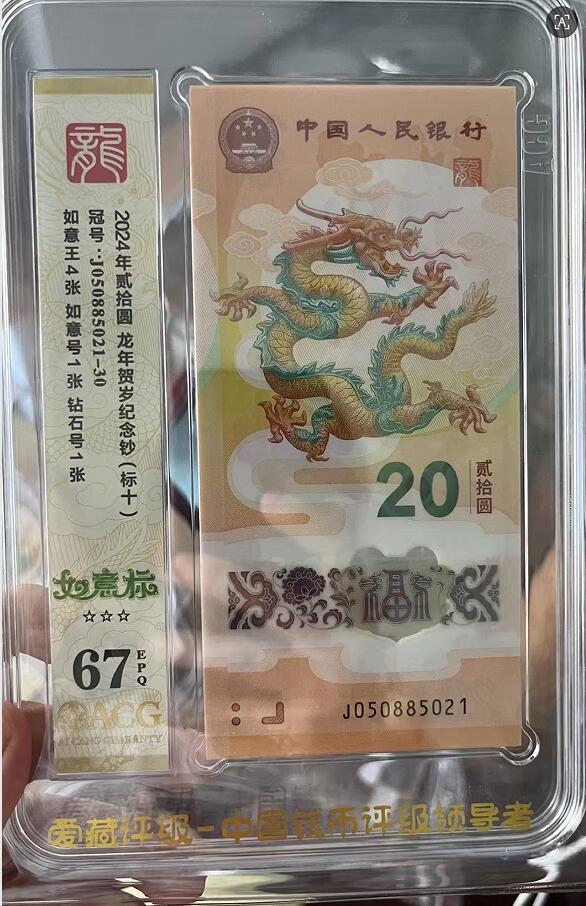 龍
2024年贰拾圆 龙年贺岁纪念钞（标十）
冠号·J050885021-30
如意王4张 如意号1张 钻石号1张
如意标
☆☆☆
67 EPQ
ACG
AI CANG GUARANTY
中国人民银行
龍
20 贰拾圆
福
J050885021
爱藏评级-中国钱币评级领导者